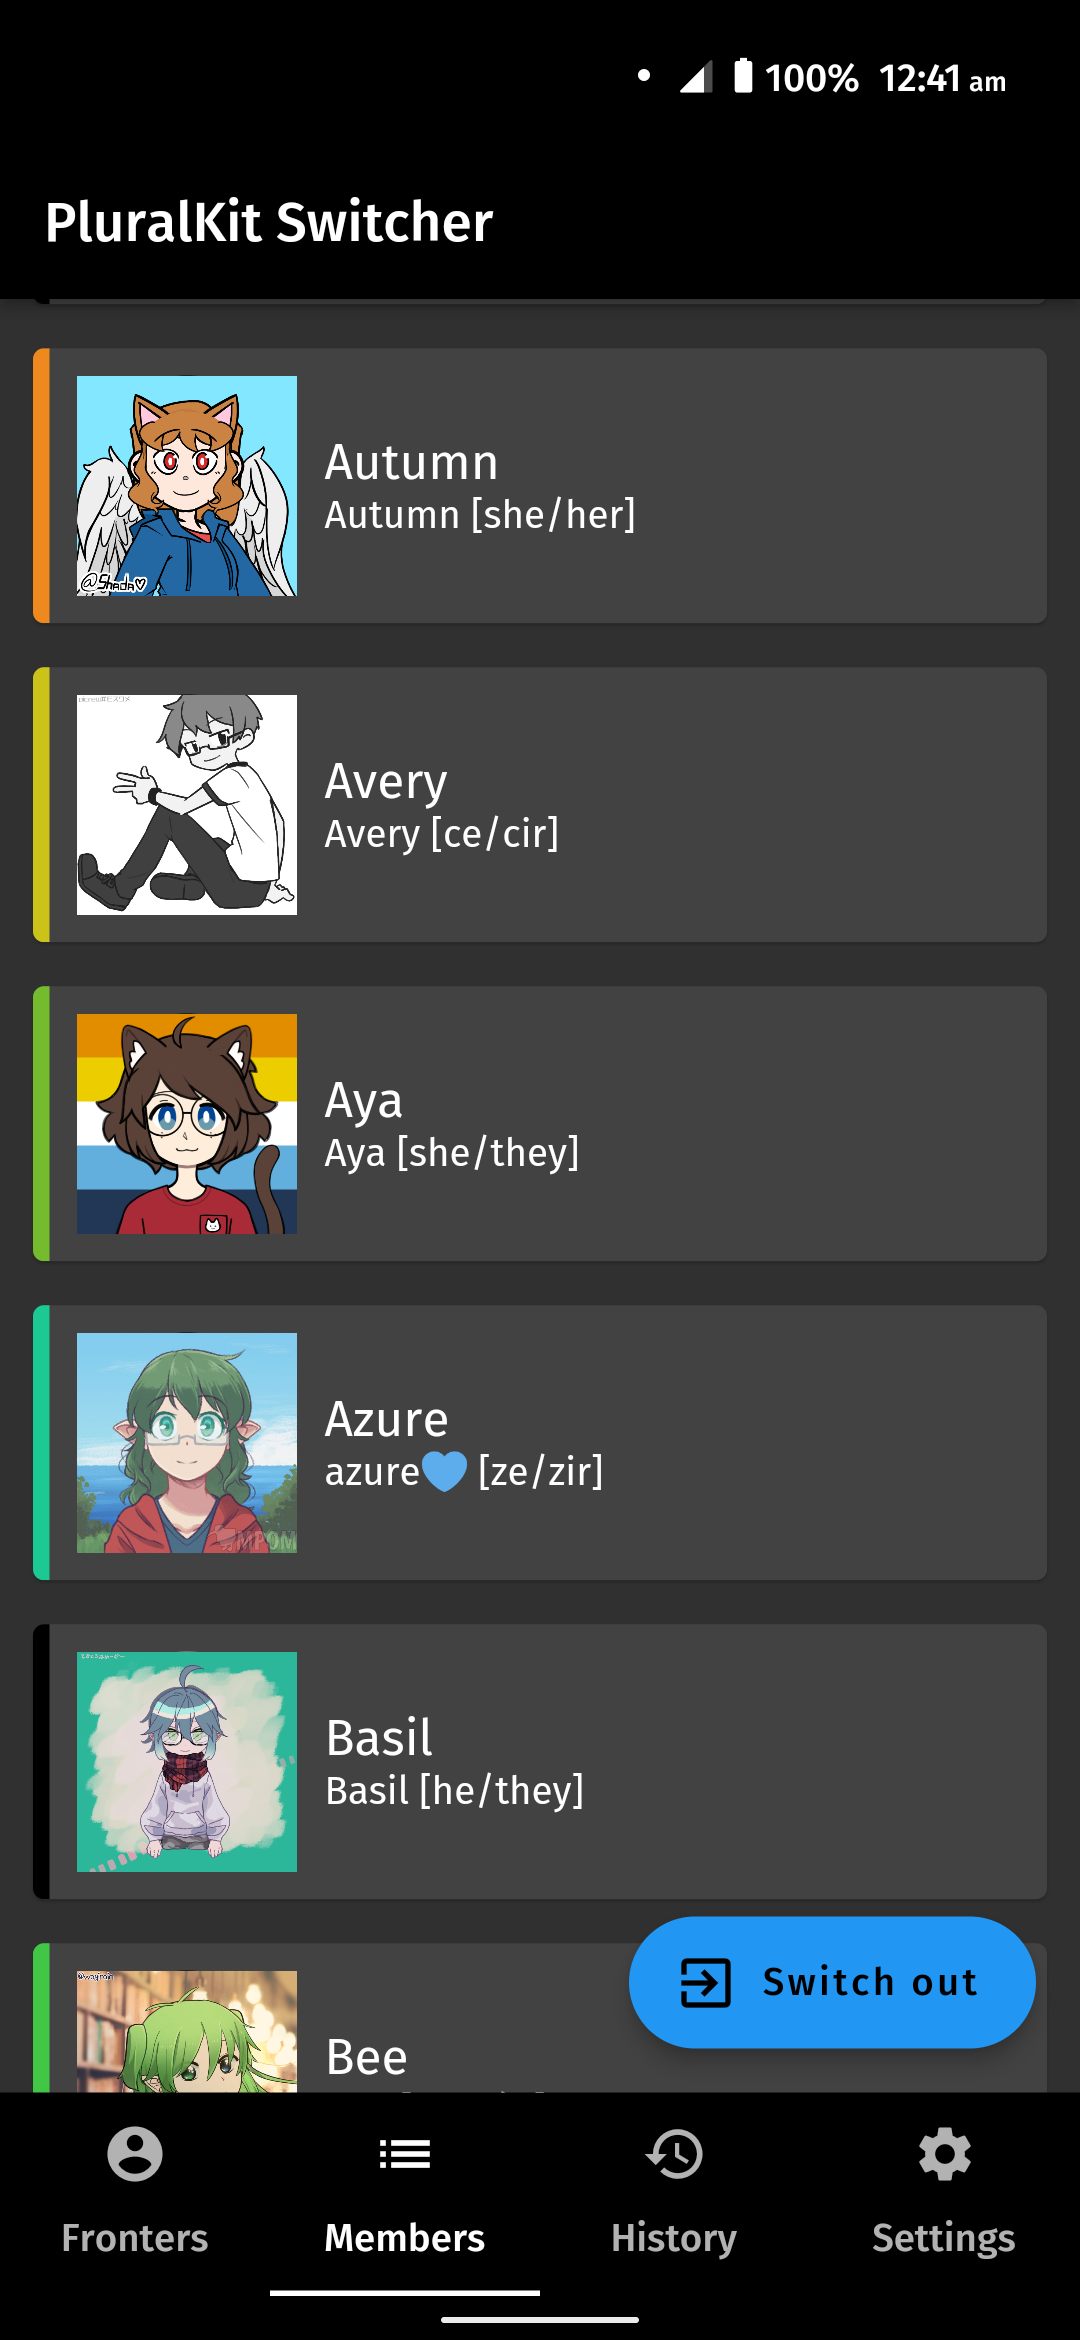 100% 12:41 am
PluralKit Switcher
Autumn
Autumn [she/her]
@Shada♡
Avery
Avery [ce/cir]
Aya
Aya [she/they]
Azure
azure💙 [ze/zir]
Basil
Basil [he/they]
Switch out
Bee
Fronters
Members
History
Settings